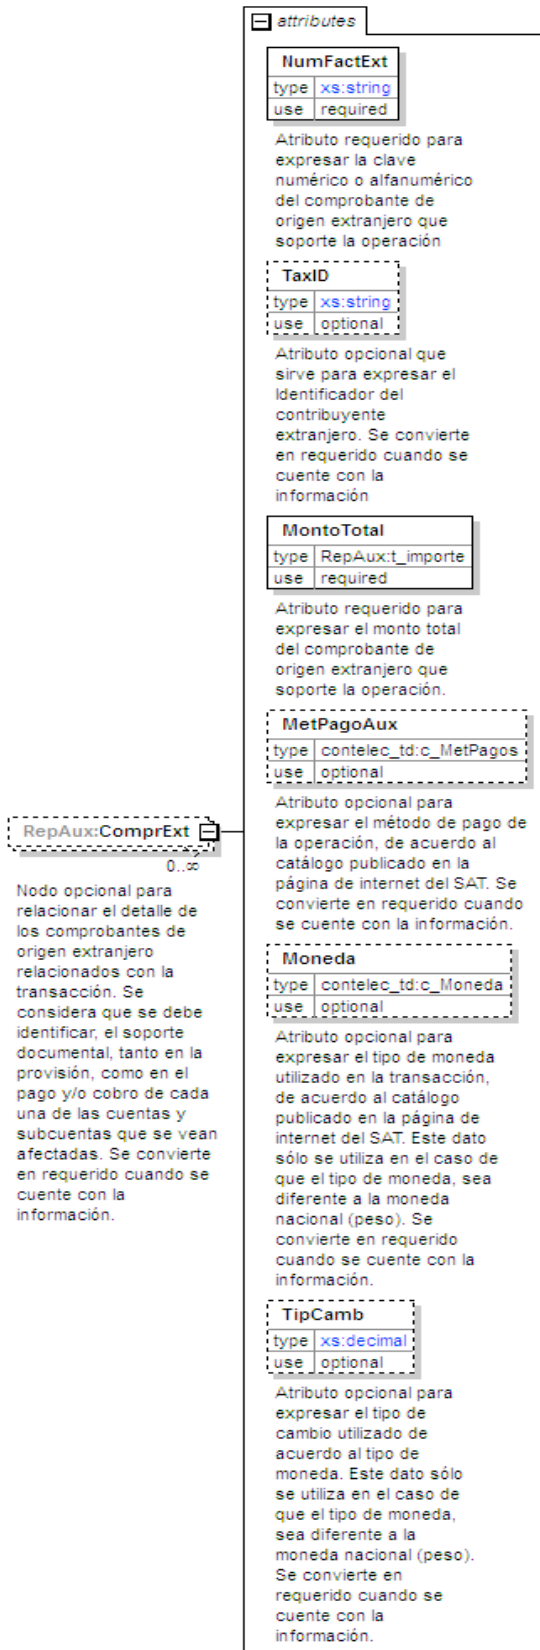 attributes
NumFactExt
type xs:string
use required
Atributo requerido para
expresar la clave
numérico o alfanumérico
del comprobante de
origen extranjero que
soporte la operación
TaxID
type xs:string
use optional
Atributo opcional que
sirve para expresar el
Identificador del
contribuyente
extranjero. Se convierte
en requerido cuando se
cuente con la
información
MontoTotal
type RepAux:t_importe
use required
Atributo requerido para
expresar el monto total
del comprobante de
origen extranjero que
soporte la operación.
MetPagoAux
type contelec_td:c_MetPagos
use optional
Atributo opcional para
expresar el método de pago de
la operación, de acuerdo al
catálogo publicado en la
página de internet del SAT. Se
convierte en requerido cuando
se cuente con la información.
Moneda
type contelec_td:c_Moneda
use optional
Atributo opcional para
expresar el tipo de moneda
utilizado en la transacción,
de acuerdo al catálogo
publicado en la página de
internet del SAT. Este dato
sólo se utiliza en el caso de
que el tipo de moneda, sea
diferente a la moneda
nacional (peso). Se
convierte en requerido
cuando se cuente con la
información.
TipCamb
type xs:decimal
use optional
Atributo opcional para
expresar el tipo de
cambio utilizado de
acuerdo al tipo de
moneda. Este dato sólo
se utiliza en el caso de
que el tipo de moneda,
sea diferente a la
moneda nacional (peso).
Se convierte en
requerido cuando se
cuente con la
información.
RepAux:ComprExt
0..∞
Nodo opcional para
relacionar el detalle de
los comprobantes de
origen extranjero
relacionados con la
transacción. Se
considera que se debe
identificar, el soporte
documental, tanto en la
provisión, como en el
pago y/o cobro de cada
una de las cuentas y
subcuentas que se vean
afectadas. Se convierte
en requerido cuando se
cuente con la
información.